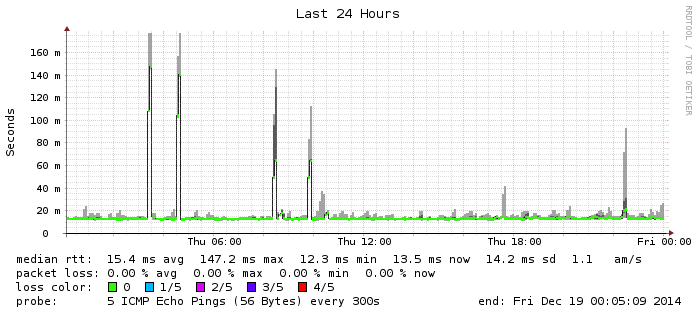 Last 24 Hours
RRDTOOL / TOBI OETIKER
Seconds
160 m
140 m
120 m
100 m
80 m
60 m
40 m
20 m
0
Thu 06:00 Thu 12:00 Thu 18:00 Fri 00:00
median rtt: 15.4 ms avg 147.2 ms max 12.3 ms min 13.5 ms now 14.2 ms sd 1.1 am/s
packet loss: 0.00 % avg 0.00 % max 0.00 % min 0.00 % now
loss color: 0 1/5 2/5 3/5 4/5
probe: 5 ICMP Echo Pings (56 Bytes) every 300s end: Fri Dec 19 00:05:09 2014